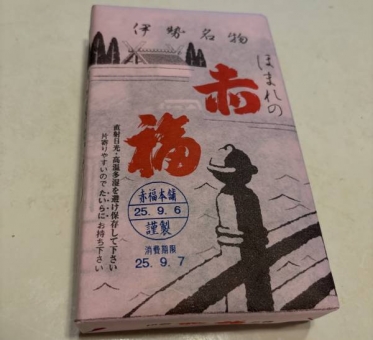 伊勢名物
ほまれの
赤
福
直射日光・高温多湿を避け保存して下さい
片寄りやすいのでたいらにお持ち下さい
赤福本舗
25. 9. 6
謹製
消費期限
25. 9. 7